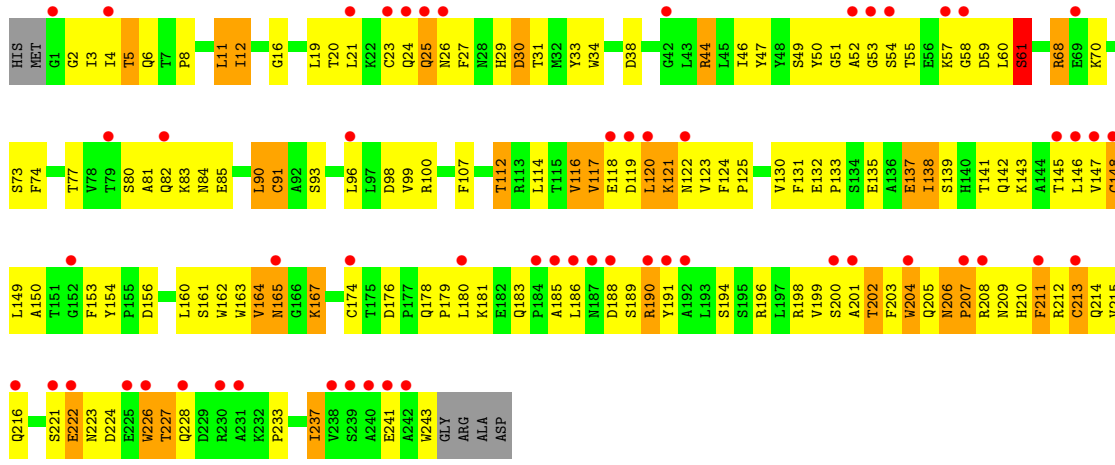 HIS MET G1 G2 I3 I4 T5 Q6 T7 P8 L11 I12 G16 L19 T20 L21 K22 C23 Q24 Q25 N26 F27 N28 H29 D30 T31 M32 Y33 W34 D38 G42 L43 R44 L45 I46 Y47 Y48 S49 Y50 G51 A52 G53 S54 T55 E56 K57 G58 D59 L60 S61 R68 E69 K70
S73 F74 T77 V78 T79 S80 A81 Q82 K83 N84 E85 L90 C91 A92 S93 L96 L97 D98 V99 R100 F107 T112 R113 L114 T115 V116 V117 E118 D119 L120 K121 N122 V123 F124 P125 V130 F131 E132 P133 S134 E135 A136 E137 I138 S139 H140 T141 Q142 K143 A144 T145 L146 V147 C148
L149 A150 T151 G152 F153 Y154 P155 D156 L160 S161 W162 W163 V164 N165 G166 K167 C174 T175 D176 P177 Q178 P179 L180 K181 E182 Q183 P184 A185 L186 N187 D188 S189 R190 Y191 A192 L193 S194 S195 R196 L197 R198 V199 S200 A201 T202 F203 W204 Q205 N206 P207 R208 N209 H210 F211 R212 C213 Q214 V215
Q216 S221 E222 N223 D224 E225 W226 T227 Q228 D229 R230 A231 K232 P233 I237 V238 S239 A240 E241 A242 W243 GLY ARG ALA ASP